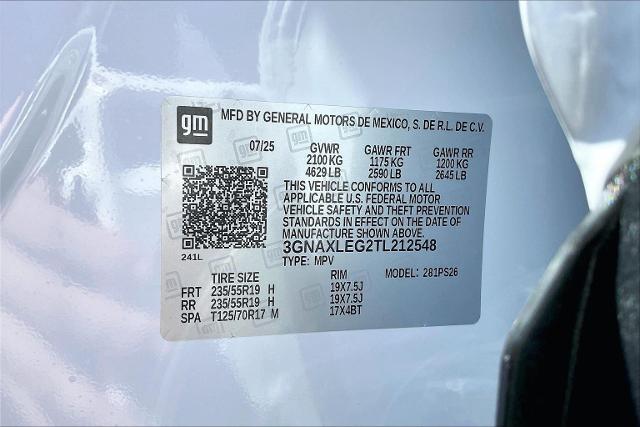 gm MFD BY GENERAL MOTORS DE MEXICO, S. DE R.L. DE C.V.
07/25 GVWR GAWR FRT GAWR RR
2100 KG 1175 KG 1200 KG
4629 LB 2590 LB 2645 LB
THIS VEHICLE CONFORMS TO ALL
APPLICABLE U.S. FEDERAL MOTOR
VEHICLE SAFETY AND THEFT PREVENTION
STANDARDS IN EFFECT ON THE DATE OF
MANUFACTURE SHOWN ABOVE.
3GNAXLEG2TL212548
241L
TYPE: MPV
TIRE SIZE RIM MODEL: 281PS26
FRT 235/55R19 H 19X7.5J
RR 235/55R19 H 19X7.5J
SPA T125/70R17 M 17X4BT